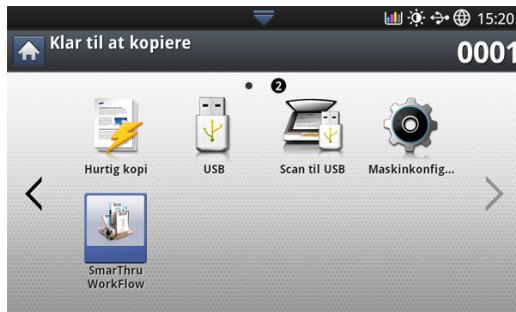 15:20
Klar til at kopiere
0001
2
Hurtig kopi
USB
Scan til USB
Maskinkonfig...
SmarThru
WorkFlow